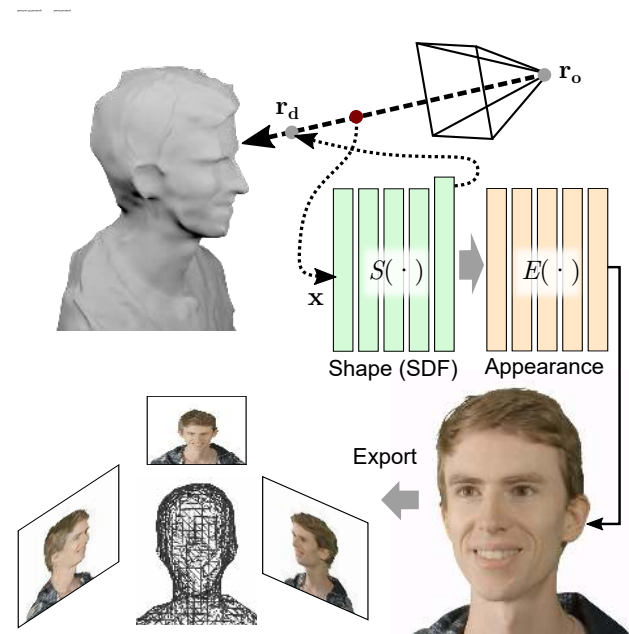 r_o
r_d
S( · )
E( · )
x
Shape (SDF)
Appearance
Export